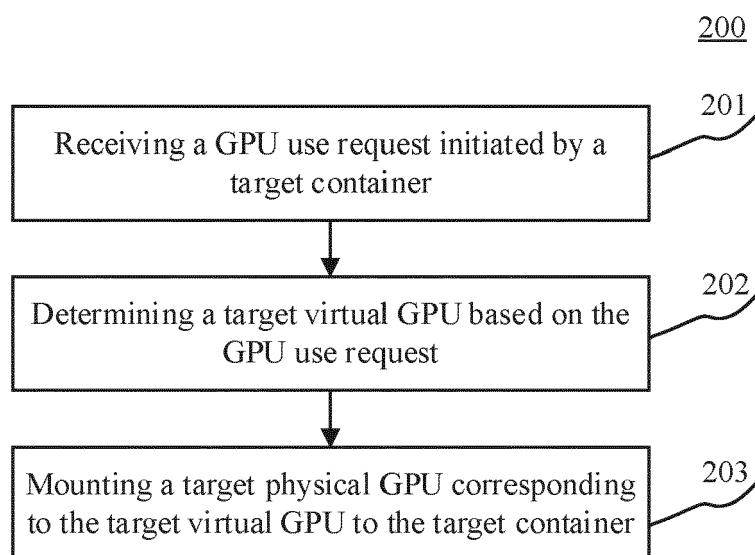 200
201
Receiving a GPU use request initiated by a
target container
202
Determining a target virtual GPU based on the
GPU use request
203
Mounting a target physical GPU corresponding
to the target virtual GPU to the target container